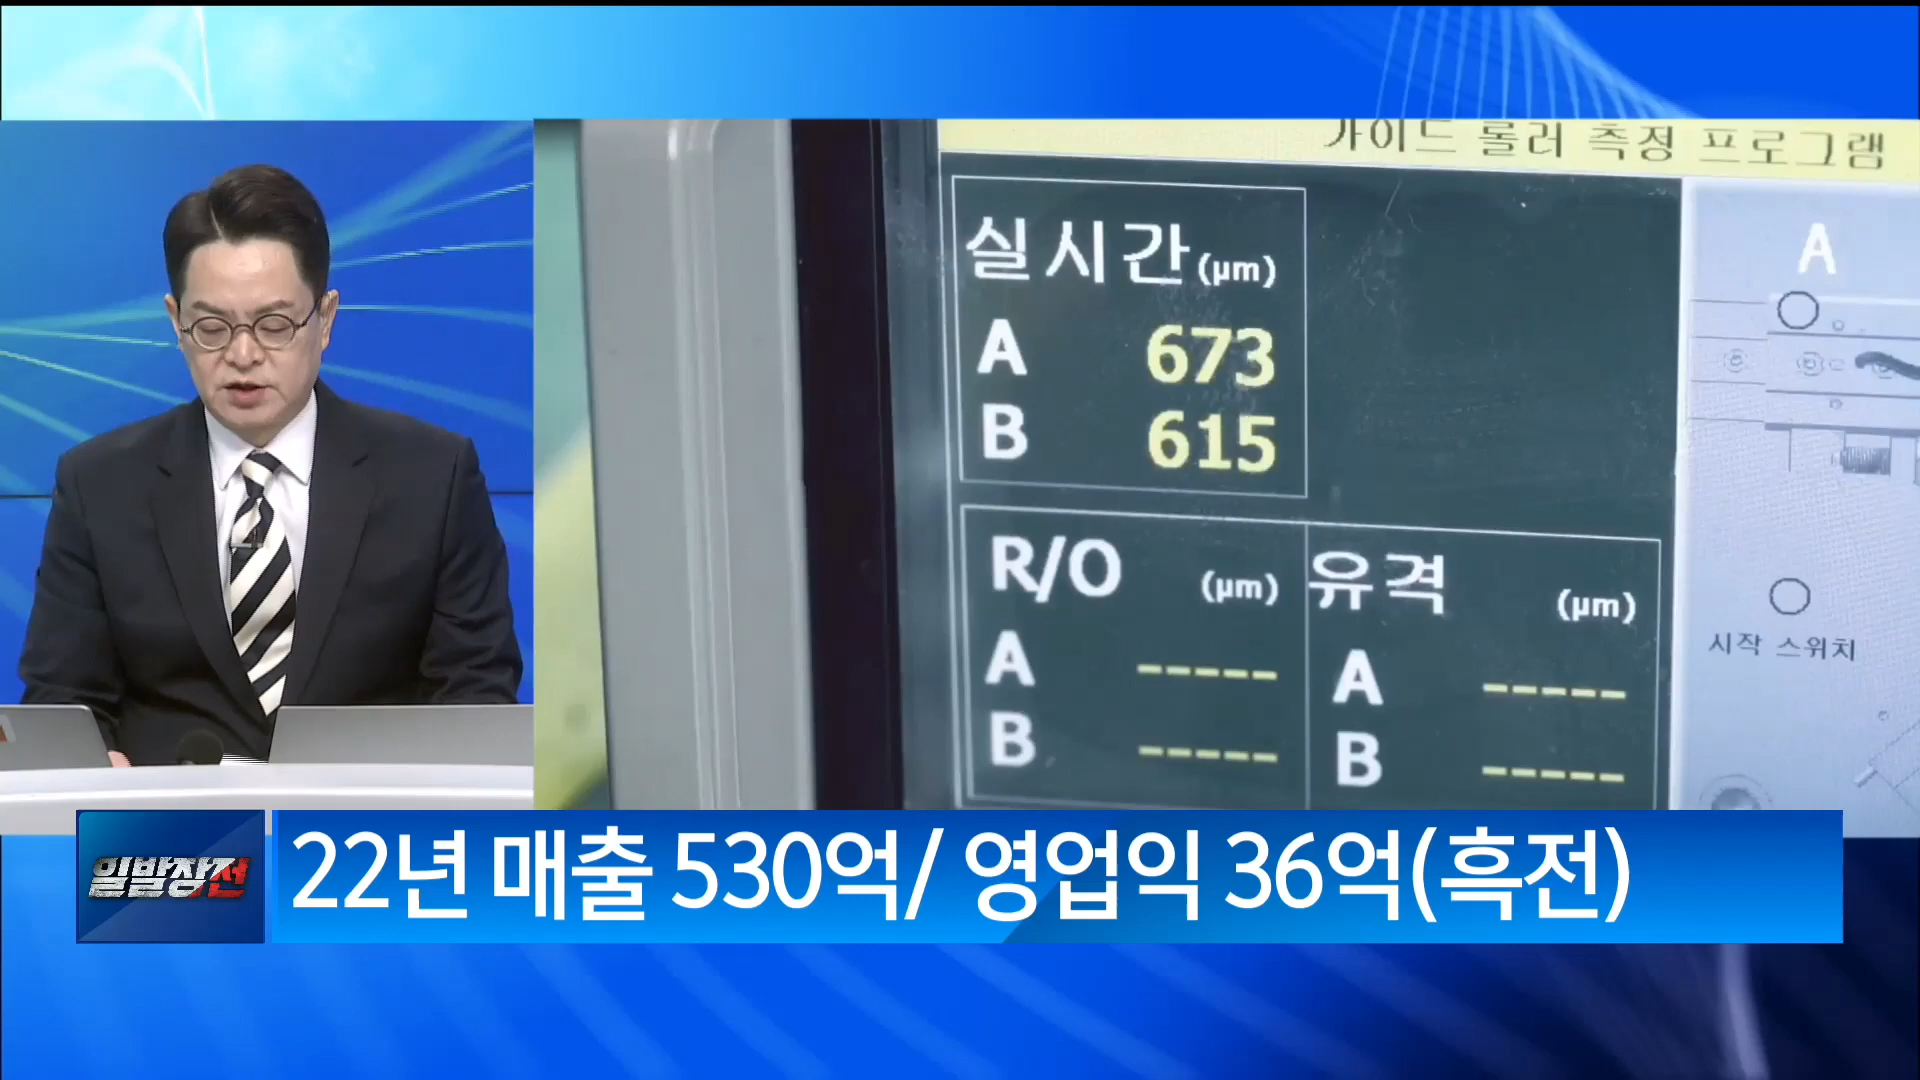 가이드 롤러 측정 프로그램
실시간(μm)
A 673
B 615
R/O (μm)
A -----
B -----
유격 (μm)
A -----
B -----
A
시작 스위치
일발장전
22년 매출 530억/ 영업익 36억(흑전)